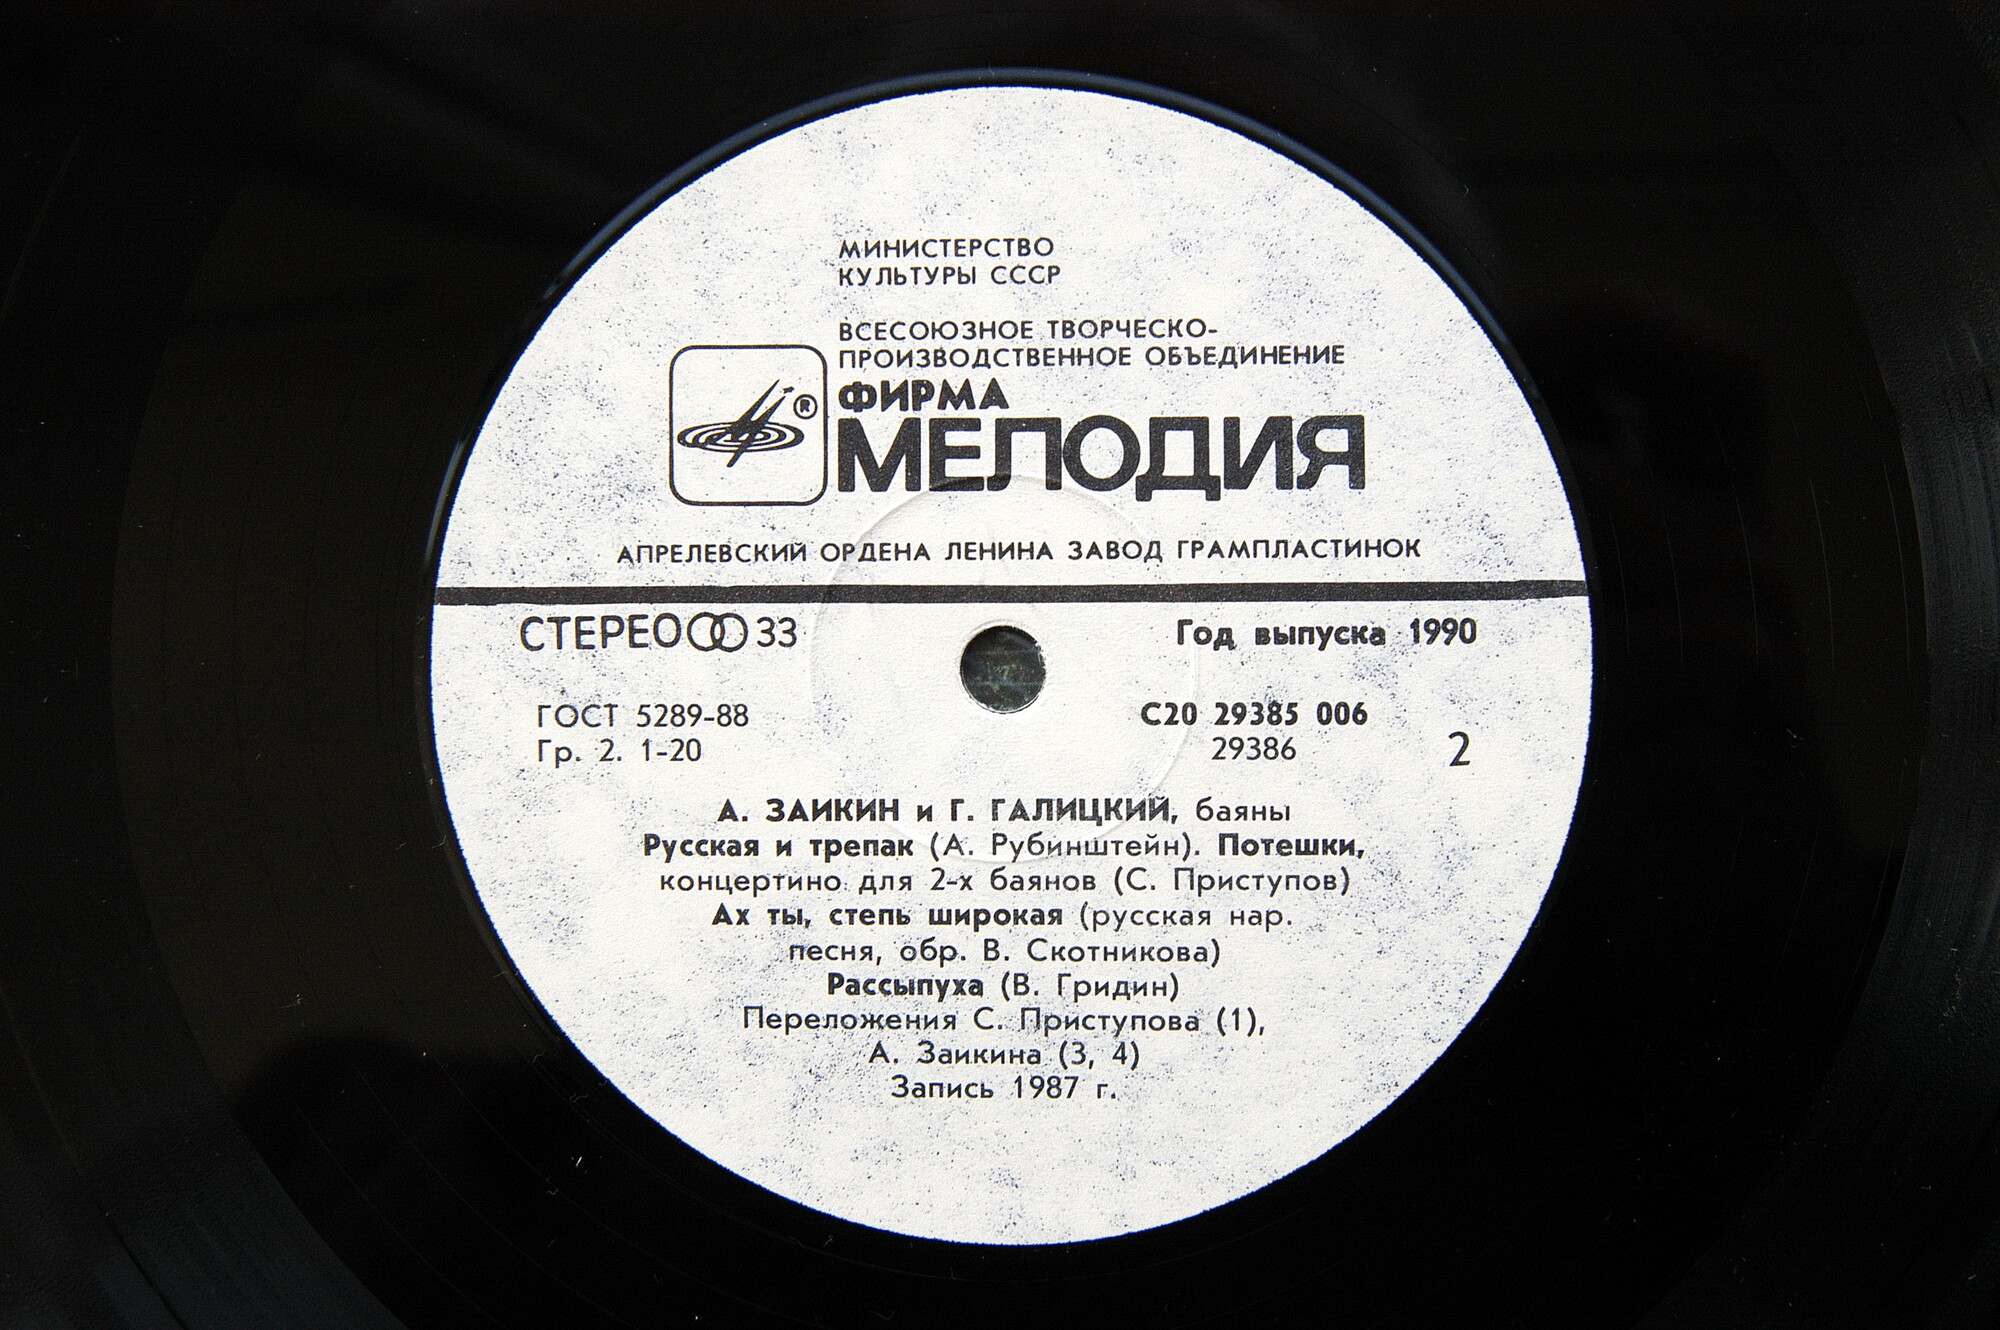 МИНИСТЕРСТВО
КУЛЬТУРЫ СССР
ВСЕСОЮЗНОЕ ТВОРЧЕСКО-
ПРОИЗВОДСТВЕННОЕ ОБЪЕДИНЕНИЕ
®
ФИРМА
МЕЛОДИЯ
АПРЕЛЕВСКИЙ ОРДЕНА ЛЕНИНА ЗАВОД ГРАМПЛАСТИНОК
СТЕРЕО 33
Год выпуска 1990
ГОСТ 5289-88
Гр. 2. 1-20
С20 29385 006
29386
2
А. ЗАИКИН и Г. ГАЛИЦКИЙ, баяны
Русская и трепак (А. Рубинштейн). Потешки,
концертино для 2-х баянов (С. Приступов)
Ах ты, степь широкая (русская нар.
песня, обр. В. Скотникова)
Рассыпуха (В. Гридин)
Переложения С. Приступова (1),
А. Заикина (3, 4)
Запись 1987 г.